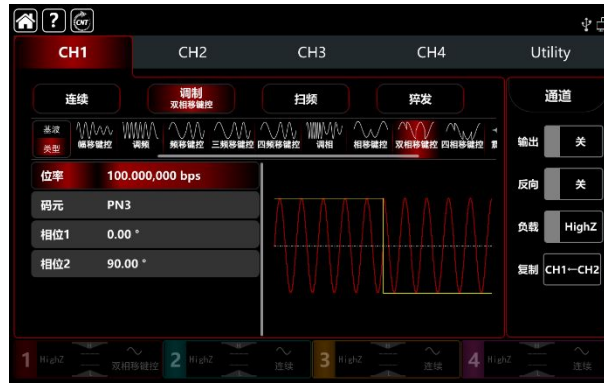 ? CNT
CH1 CH2 CH3 CH4 Utility
连续 调制 双相移键控 扫频 猝发 通道
基波 类型 幅移键控 调频 频移键控 三频移键控 四频移键控 调相 相移键控 双相移键控 四相移键控
输出 关
位率 100.000,000 bps
反向 关
码元 PN3
相位1 0.00 °
负载 HighZ
相位2 90.00 °
复制 CH1←CH2
1 HighZ 双相移键控 2 HighZ 连续 3 HighZ 连续 4 HighZ 连续